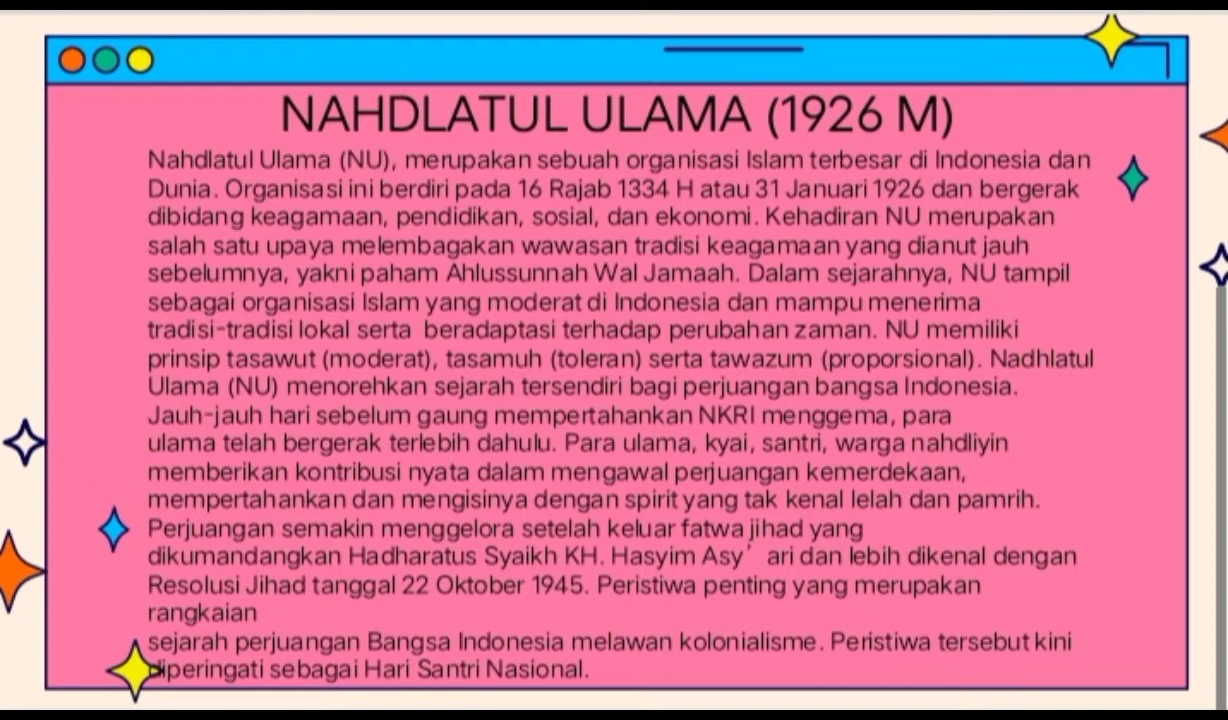 NAHDLATUL ULAMA (1926 M)
Nahdlatul Ulama (NU), merupakan sebuah organisasi Islam terbesar di Indonesia dan
Dunia. Organisasi ini berdiri pada 16 Rajab 1334 H atau 31 Januari 1926 dan bergerak
dibidang keagamaan, pendidikan, sosial, dan ekonomi. Kehadiran NU merupakan
salah satu upaya melembagakan wawasan tradisi keagamaan yang dianut jauh
sebelumnya, yakni paham Ahlussunnah Wal Jamaah. Dalam sejarahnya, NU tampil
sebagai organisasi Islam yang moderat di Indonesia dan mampu menerima
tradisi-tradisi lokal serta beradaptasi terhadap perubahan zaman. NU memiliki
prinsip tasawut (moderat), tasamuh (toleran) serta tawazum (proporsional). Nadhlatul
Ulama (NU) menorehkan sejarah tersendiri bagi perjuangan bangsa Indonesia.
Jauh-jauh hari sebelum gaung mempertahankan NKRI menggema, para
ulama telah bergerak terlebih dahulu. Para ulama, kyai, santri, warga nahdliyin
memberikan kontribusi nyata dalam mengawal perjuangan kemerdekaan,
mempertahankan dan mengisinya dengan spirit yang tak kenal lelah dan pamrih.
Perjuangan semakin menggelora setelah keluar fatwa jihad yang
dikumandangkan Hadharatus Syaikh KH. Hasyim Asy’ari dan lebih dikenal dengan
Resolusi Jihad tanggal 22 Oktober 1945. Peristiwa penting yang merupakan
rangkaian
sejarah perjuangan Bangsa Indonesia melawan kolonialisme. Peristiwa tersebut kini
diperingati sebagai Hari Santri Nasional.